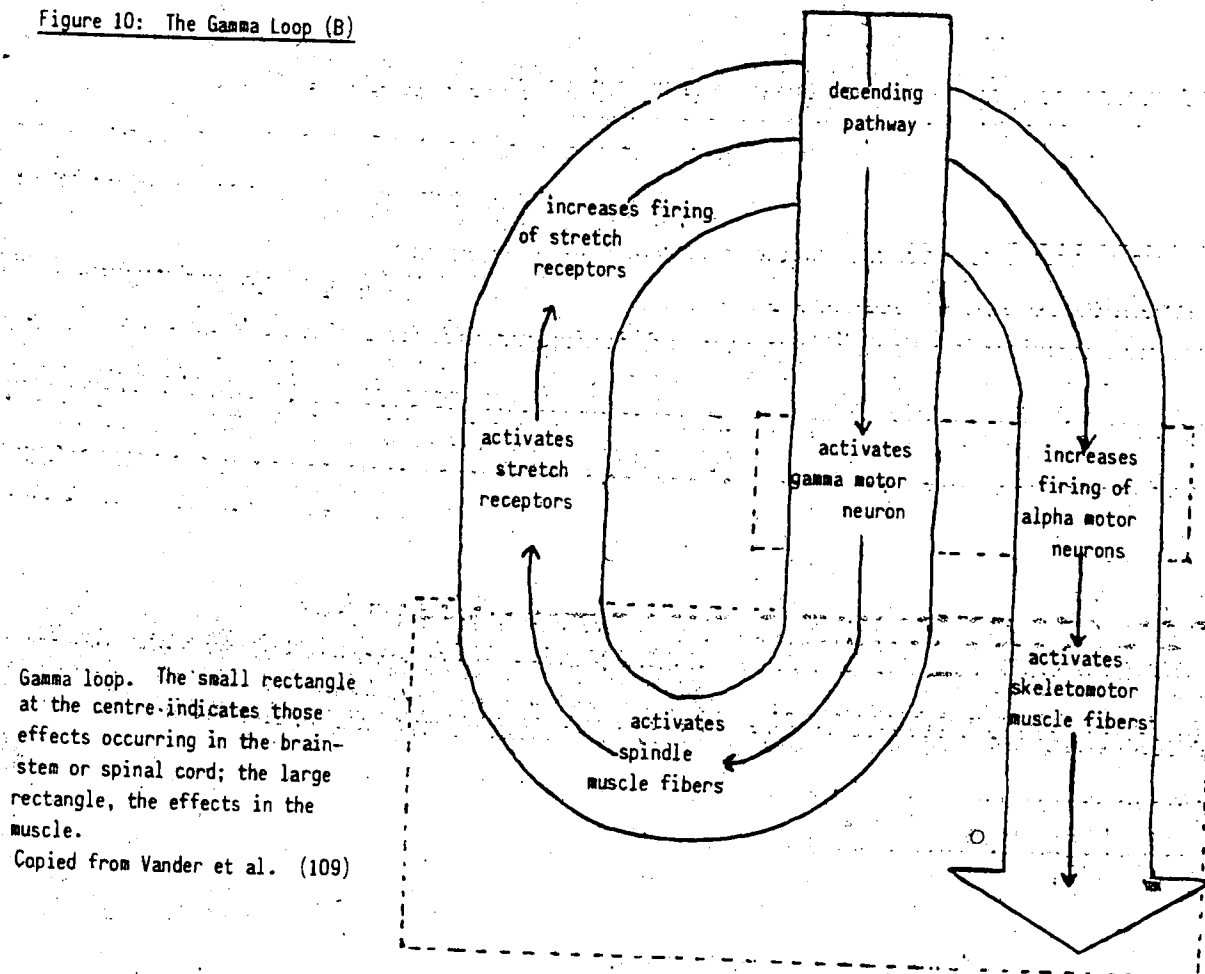 Figure 10: The Gamma Loop (B)
decending
pathway
increases firing
of stretch
receptors
activates
stretch
receptors
activates
gamma motor
neuron
increases
firing of
alpha motor
neurons
activates
spindle
muscle fibers
activates
skeletomotor
muscle fibers
Gamma loop. The small rectangle
at the centre indicates those
effects occurring in the brain-
stem or spinal cord; the large
rectangle, the effects in the
muscle.
Copied from Vander et al. (109)